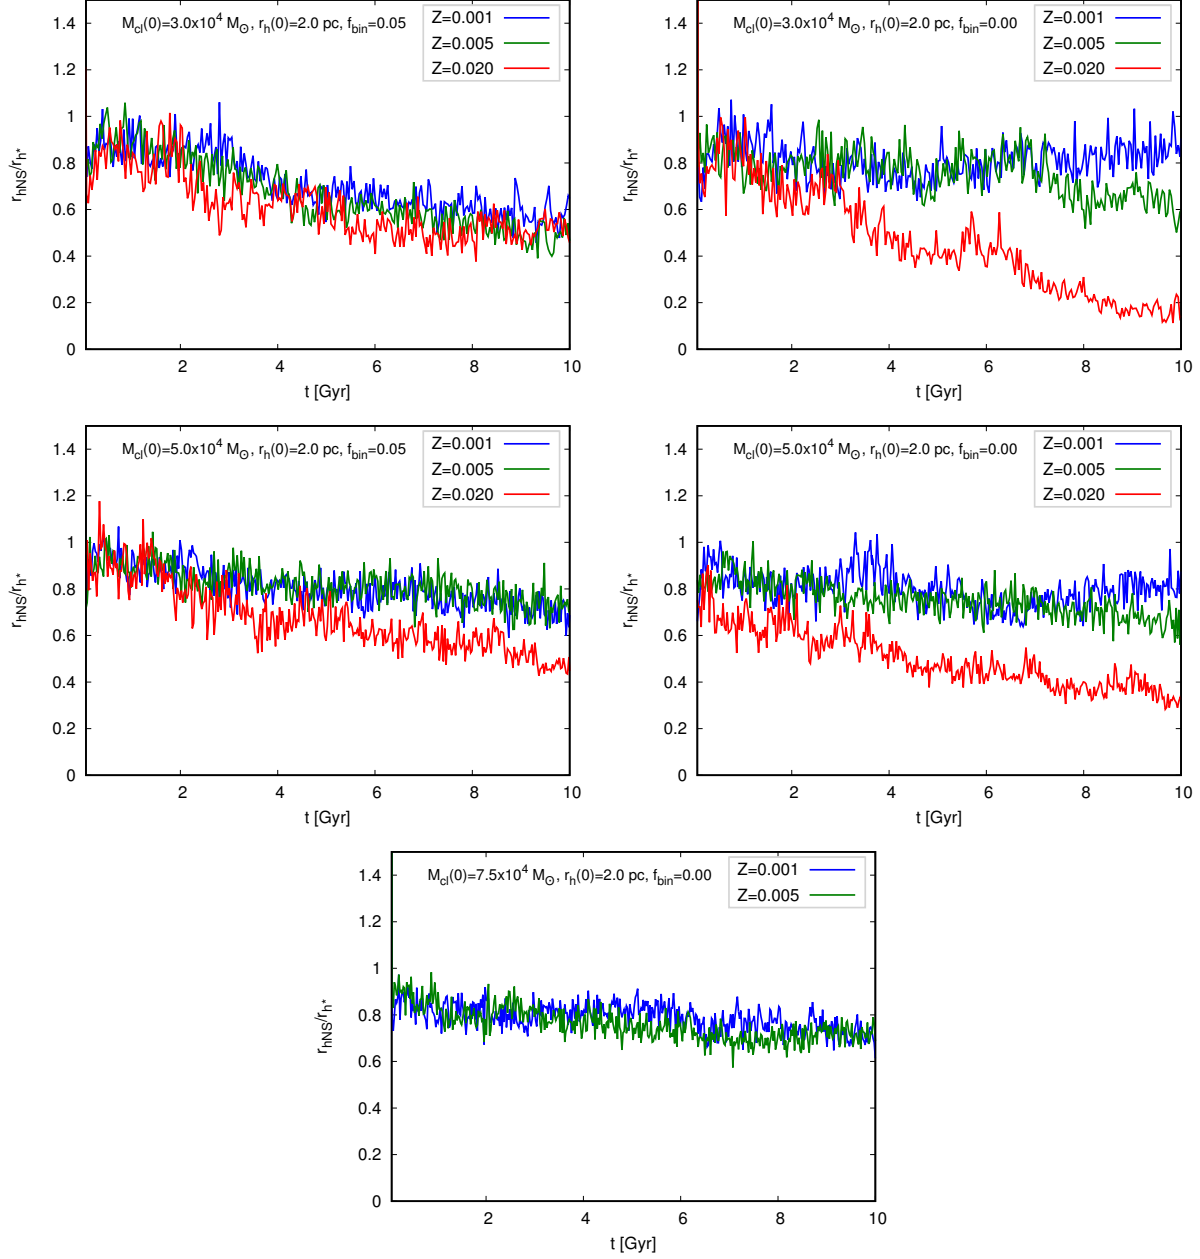 M_cl(0)=3.0x10^4 M_⊙, r_h(0)=2.0 pc, f_bin=0.05
Z=0.001
Z=0.005
Z=0.020
r_hNS/r_h*
1.4
1.2
1
0.8
0.6
0.4
0.2
0
2 4 6 8 10
t [Gyr]
M_cl(0)=3.0x10^4 M_⊙, r_h(0)=2.0 pc, f_bin=0.00
Z=0.001
Z=0.005
Z=0.020
r_hNS/r_h*
1.4
1.2
1
0.8
0.6
0.4
0.2
0
2 4 6 8 10
t [Gyr]
M_cl(0)=5.0x10^4 M_⊙, r_h(0)=2.0 pc, f_bin=0.05
Z=0.001
Z=0.005
Z=0.020
r_hNS/r_h*
1.4
1.2
1
0.8
0.6
0.4
0.2
0
2 4 6 8 10
t [Gyr]
M_cl(0)=5.0x10^4 M_⊙, r_h(0)=2.0 pc, f_bin=0.00
Z=0.001
Z=0.005
Z=0.020
r_hNS/r_h*
1.4
1.2
1
0.8
0.6
0.4
0.2
0
2 4 6 8 10
t [Gyr]
M_cl(0)=7.5x10^4 M_⊙, r_h(0)=2.0 pc, f_bin=0.00
Z=0.001
Z=0.005
r_hNS/r_h*
1.4
1.2
1
0.8
0.6
0.4
0.2
0
2 4 6 8 10
t [Gyr]